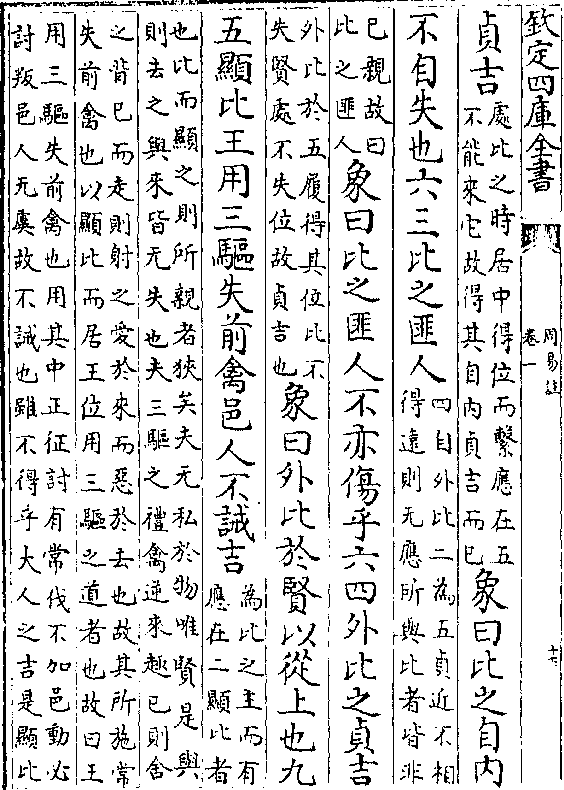 欽定四庫全書
周易註
卷一
十七
貞吉
處比之時居中得位而繫應在五
不能來它故得其自内貞吉而已
象曰比之自内
不自失也六三比之匪人
四自外比二為五貞近不相
得遠則无應所與比者皆非
已親故曰
比之匪人
象曰比之匪人不亦傷乎六四外比之貞吉
外比於五履得其位比不
失賢處不失位故貞吉也
象曰外比於賢以從上也九
五顯比王用三驅失前禽邑人不誡吉
為比之主而有
應在二顯比者
也比而顯之則所親者狹矣夫无私於物唯賢是與
則去之與來皆无失也夫三驅之禮禽逆來趣已則舍
之背已而走則射之愛於來而惡於去也故其所施常
失前禽也以顯比而居王位用三驅之道者也故曰王
用三驅失前禽也用其中正征討有常伐不加邑動必
討叛邑人无虞故不誡也雖不得乎大人之吉是顯比